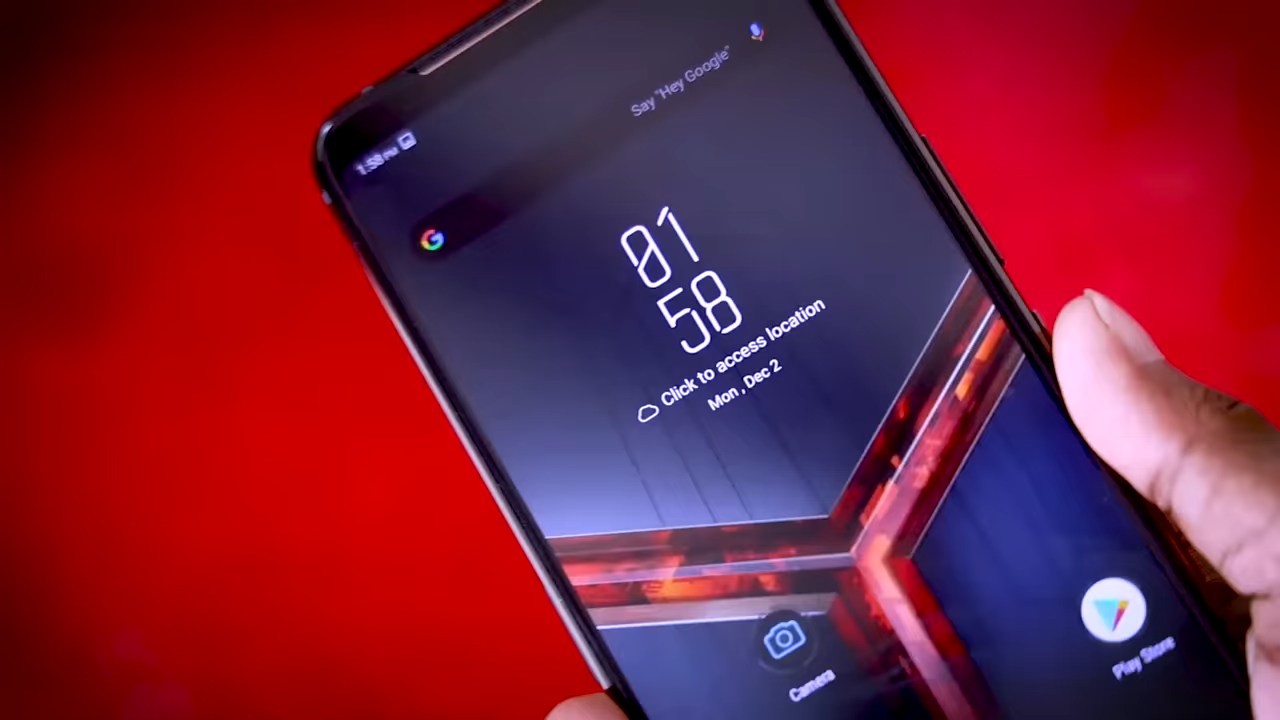 1:58 PM
Say "Hey Google"
G
01
58
Click to access location
Mon, Dec 2
Camera
Play Store